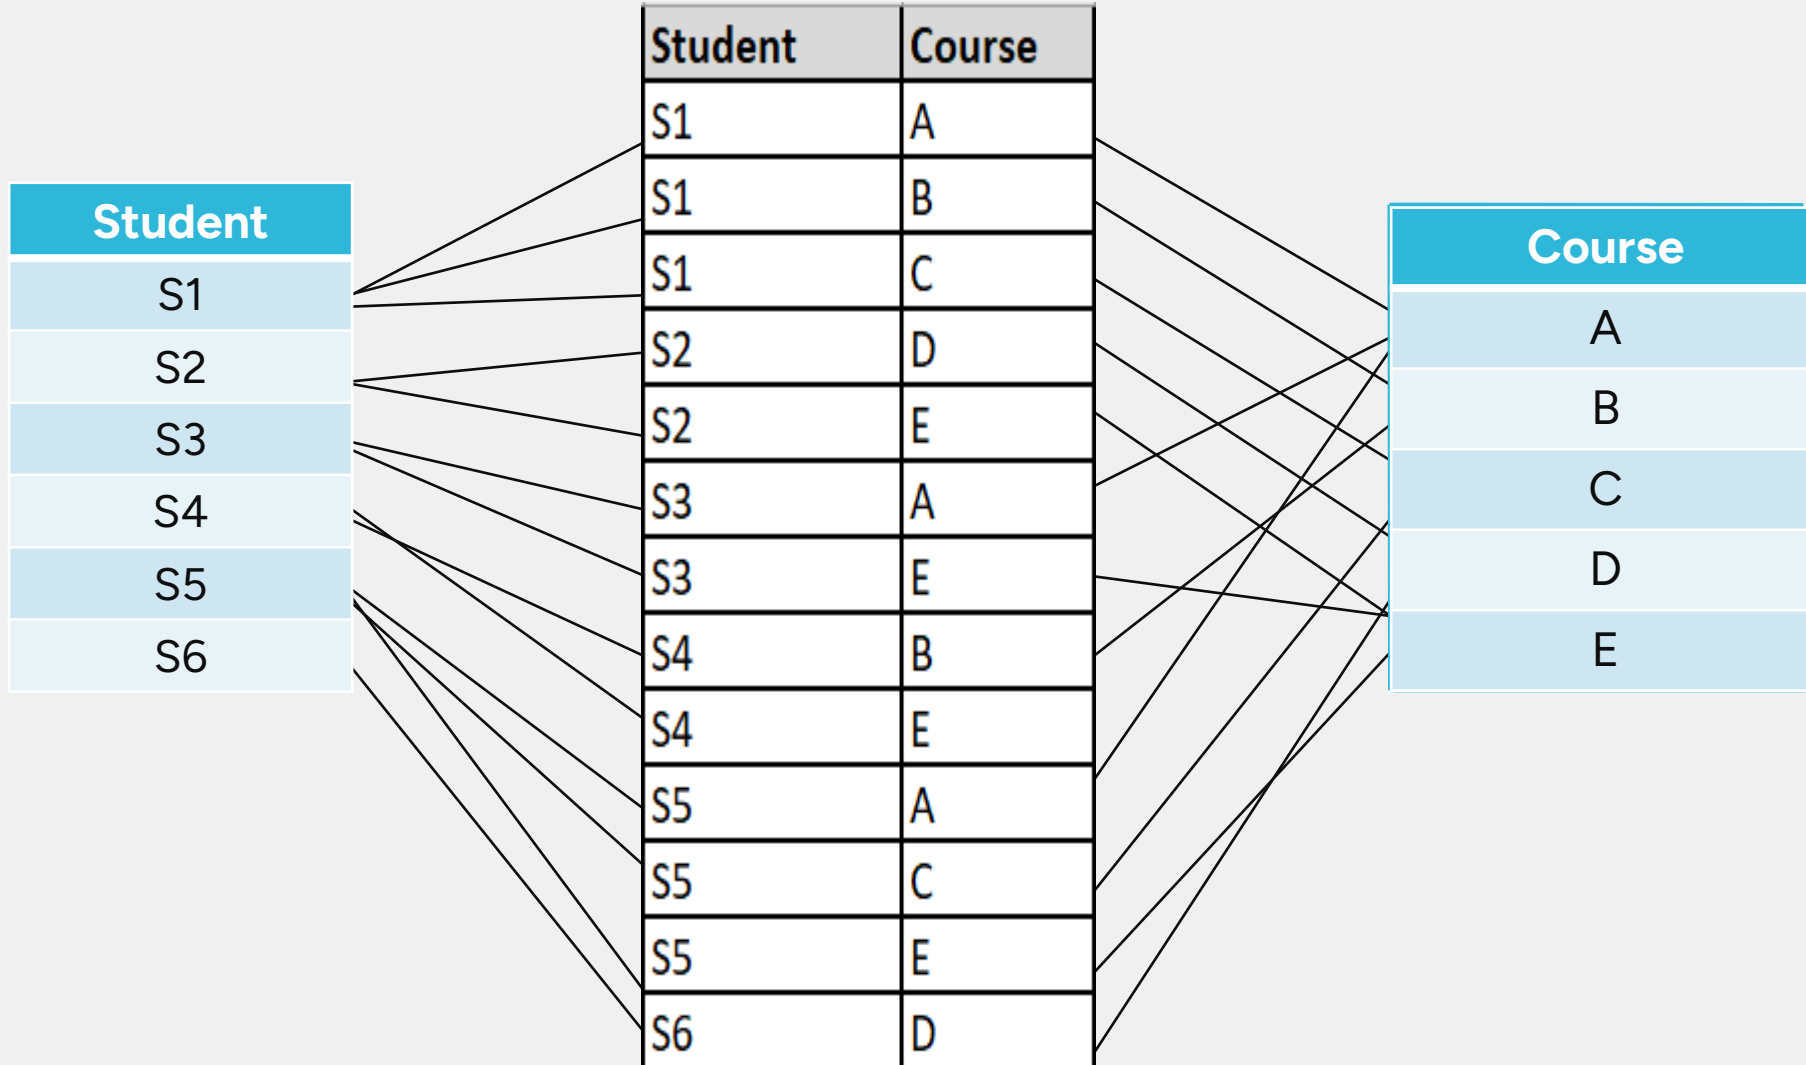 Student
S1
S2
S3
S4
S5
S6
Student Course
S1 A
S1 B
S1 C
S2 D
S2 E
S3 A
S3 E
S4 B
S4 E
S5 A
S5 C
S5 E
S6 D
Course
A
B
C
D
E